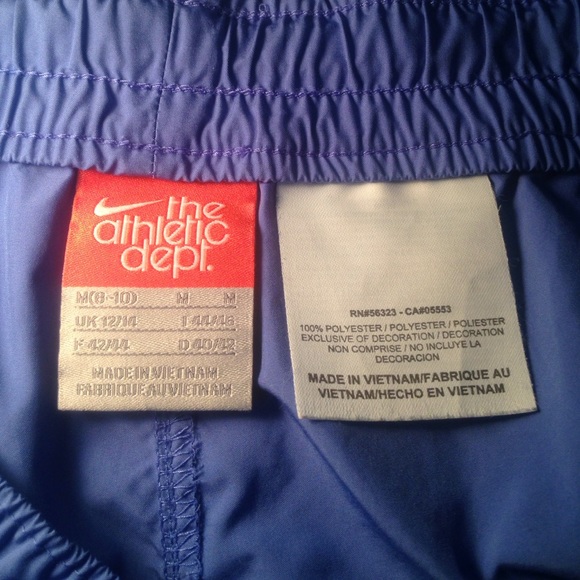 the
athletic
dept.
M(8-10) M M
UK 12/14 I 44/46
F 42/44 D 40/42
MADE IN VIETNAM
FABRIQUE AU VIETNAM
RN#56323 - CA#05553
100% POLYESTER / POLYESTER / POLIESTER
EXCLUSIVE OF DECORATION / DECORATION
NON COMPRISE / NO INCLUYE LA
DECORACION
MADE IN VIETNAM/FABRIQUE AU
VIETNAM/HECHO EN VIETNAM